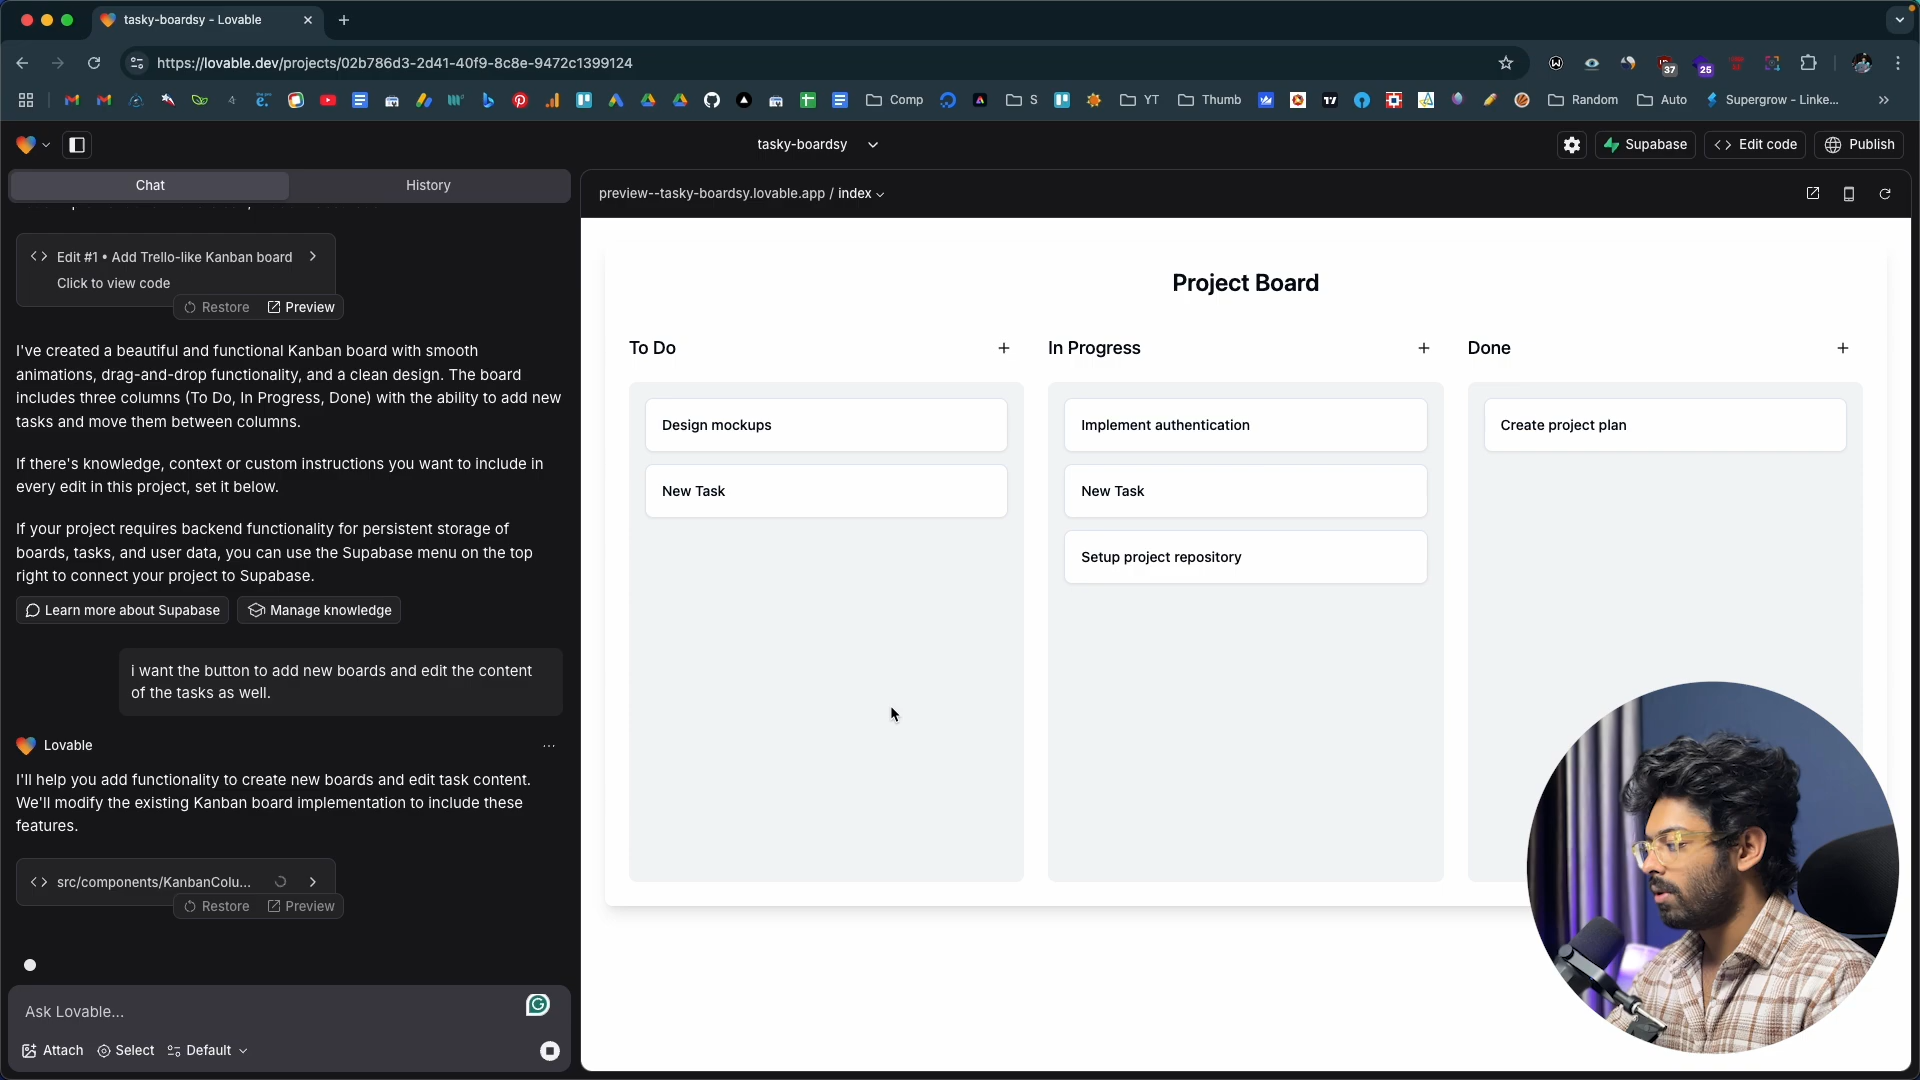 tasky-boardsy - Lovable
https://lovable.dev/projects/02b786d3-2d41-40f9-8c8e-9472c1399124
37
25
Comp
S
YT
Thumb
Random
Auto
Supergrow - Linke...
tasky-boardsy
Supabase
Edit code
Publish
Chat
History
Edit #1 • Add Trello-like Kanban board
Click to view code
Restore
Preview
I've created a beautiful and functional Kanban board with smooth
animations, drag-and-drop functionality, and a clean design. The board
includes three columns (To Do, In Progress, Done) with the ability to add new
tasks and move them between columns.
If there's knowledge, context or custom instructions you want to include in
every edit in this project, set it below.
If your project requires backend functionality for persistent storage of
boards, tasks, and user data, you can use the Supabase menu on the top
right to connect your project to Supabase.
Learn more about Supabase
Manage knowledge
i want the button to add new boards and edit the content
of the tasks as well.
Lovable
I'll help you add functionality to create new boards and edit task content.
We'll modify the existing Kanban board implementation to include these
features.
src/components/KanbanColu...
Restore
Preview
Ask Lovable...
Attach
Select
Default
preview--tasky-boardsy.lovable.app / index
Project Board
To Do
Design mockups
New Task
In Progress
Implement authentication
New Task
Setup project repository
Done
Create project plan